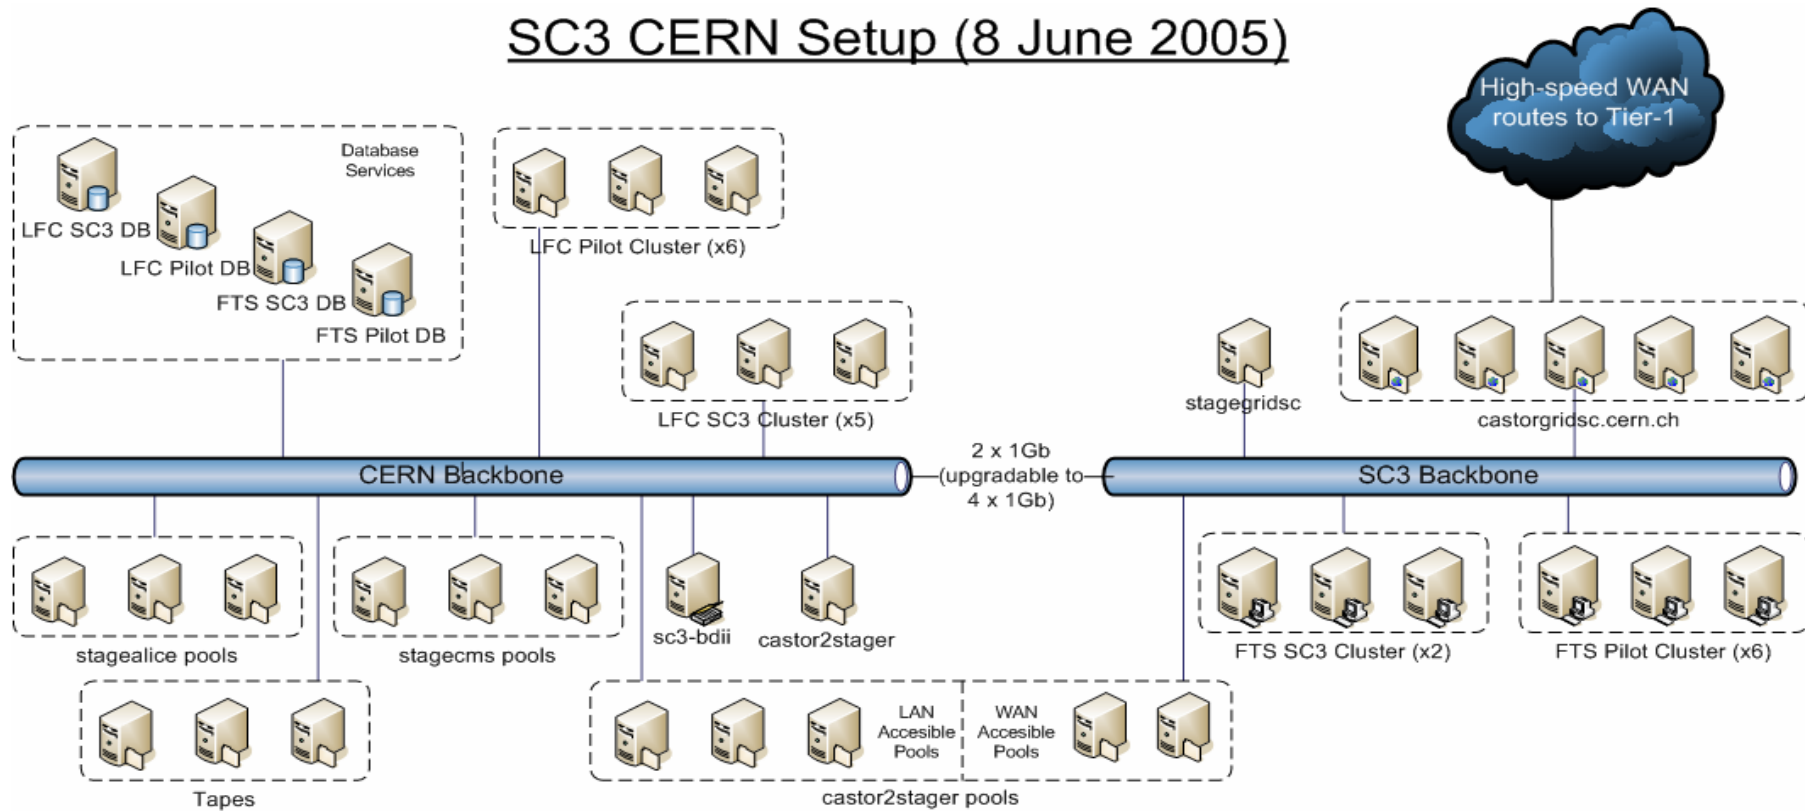 SC3 CERN Setup (8 June 2005)
High-speed WAN
routes to Tier-1
Database
Services
LFC SC3 DB
LFC Pilot DB
FTS SC3 DB
FTS Pilot DB
LFC Pilot Cluster (x6)
LFC SC3 Cluster (x5)
stagegridsc
castorgridsc.cern.ch
CERN Backbone
2 x 1Gb
(upgradable to
4 x 1Gb)
SC3 Backbone
stagealice pools
stagecms pools
sc3-bdii
castor2stager
FTS SC3 Cluster (x2)
FTS Pilot Cluster (x6)
Tapes
LAN
Accesible
Pools
WAN
Accesible
Pools
castor2stager pools